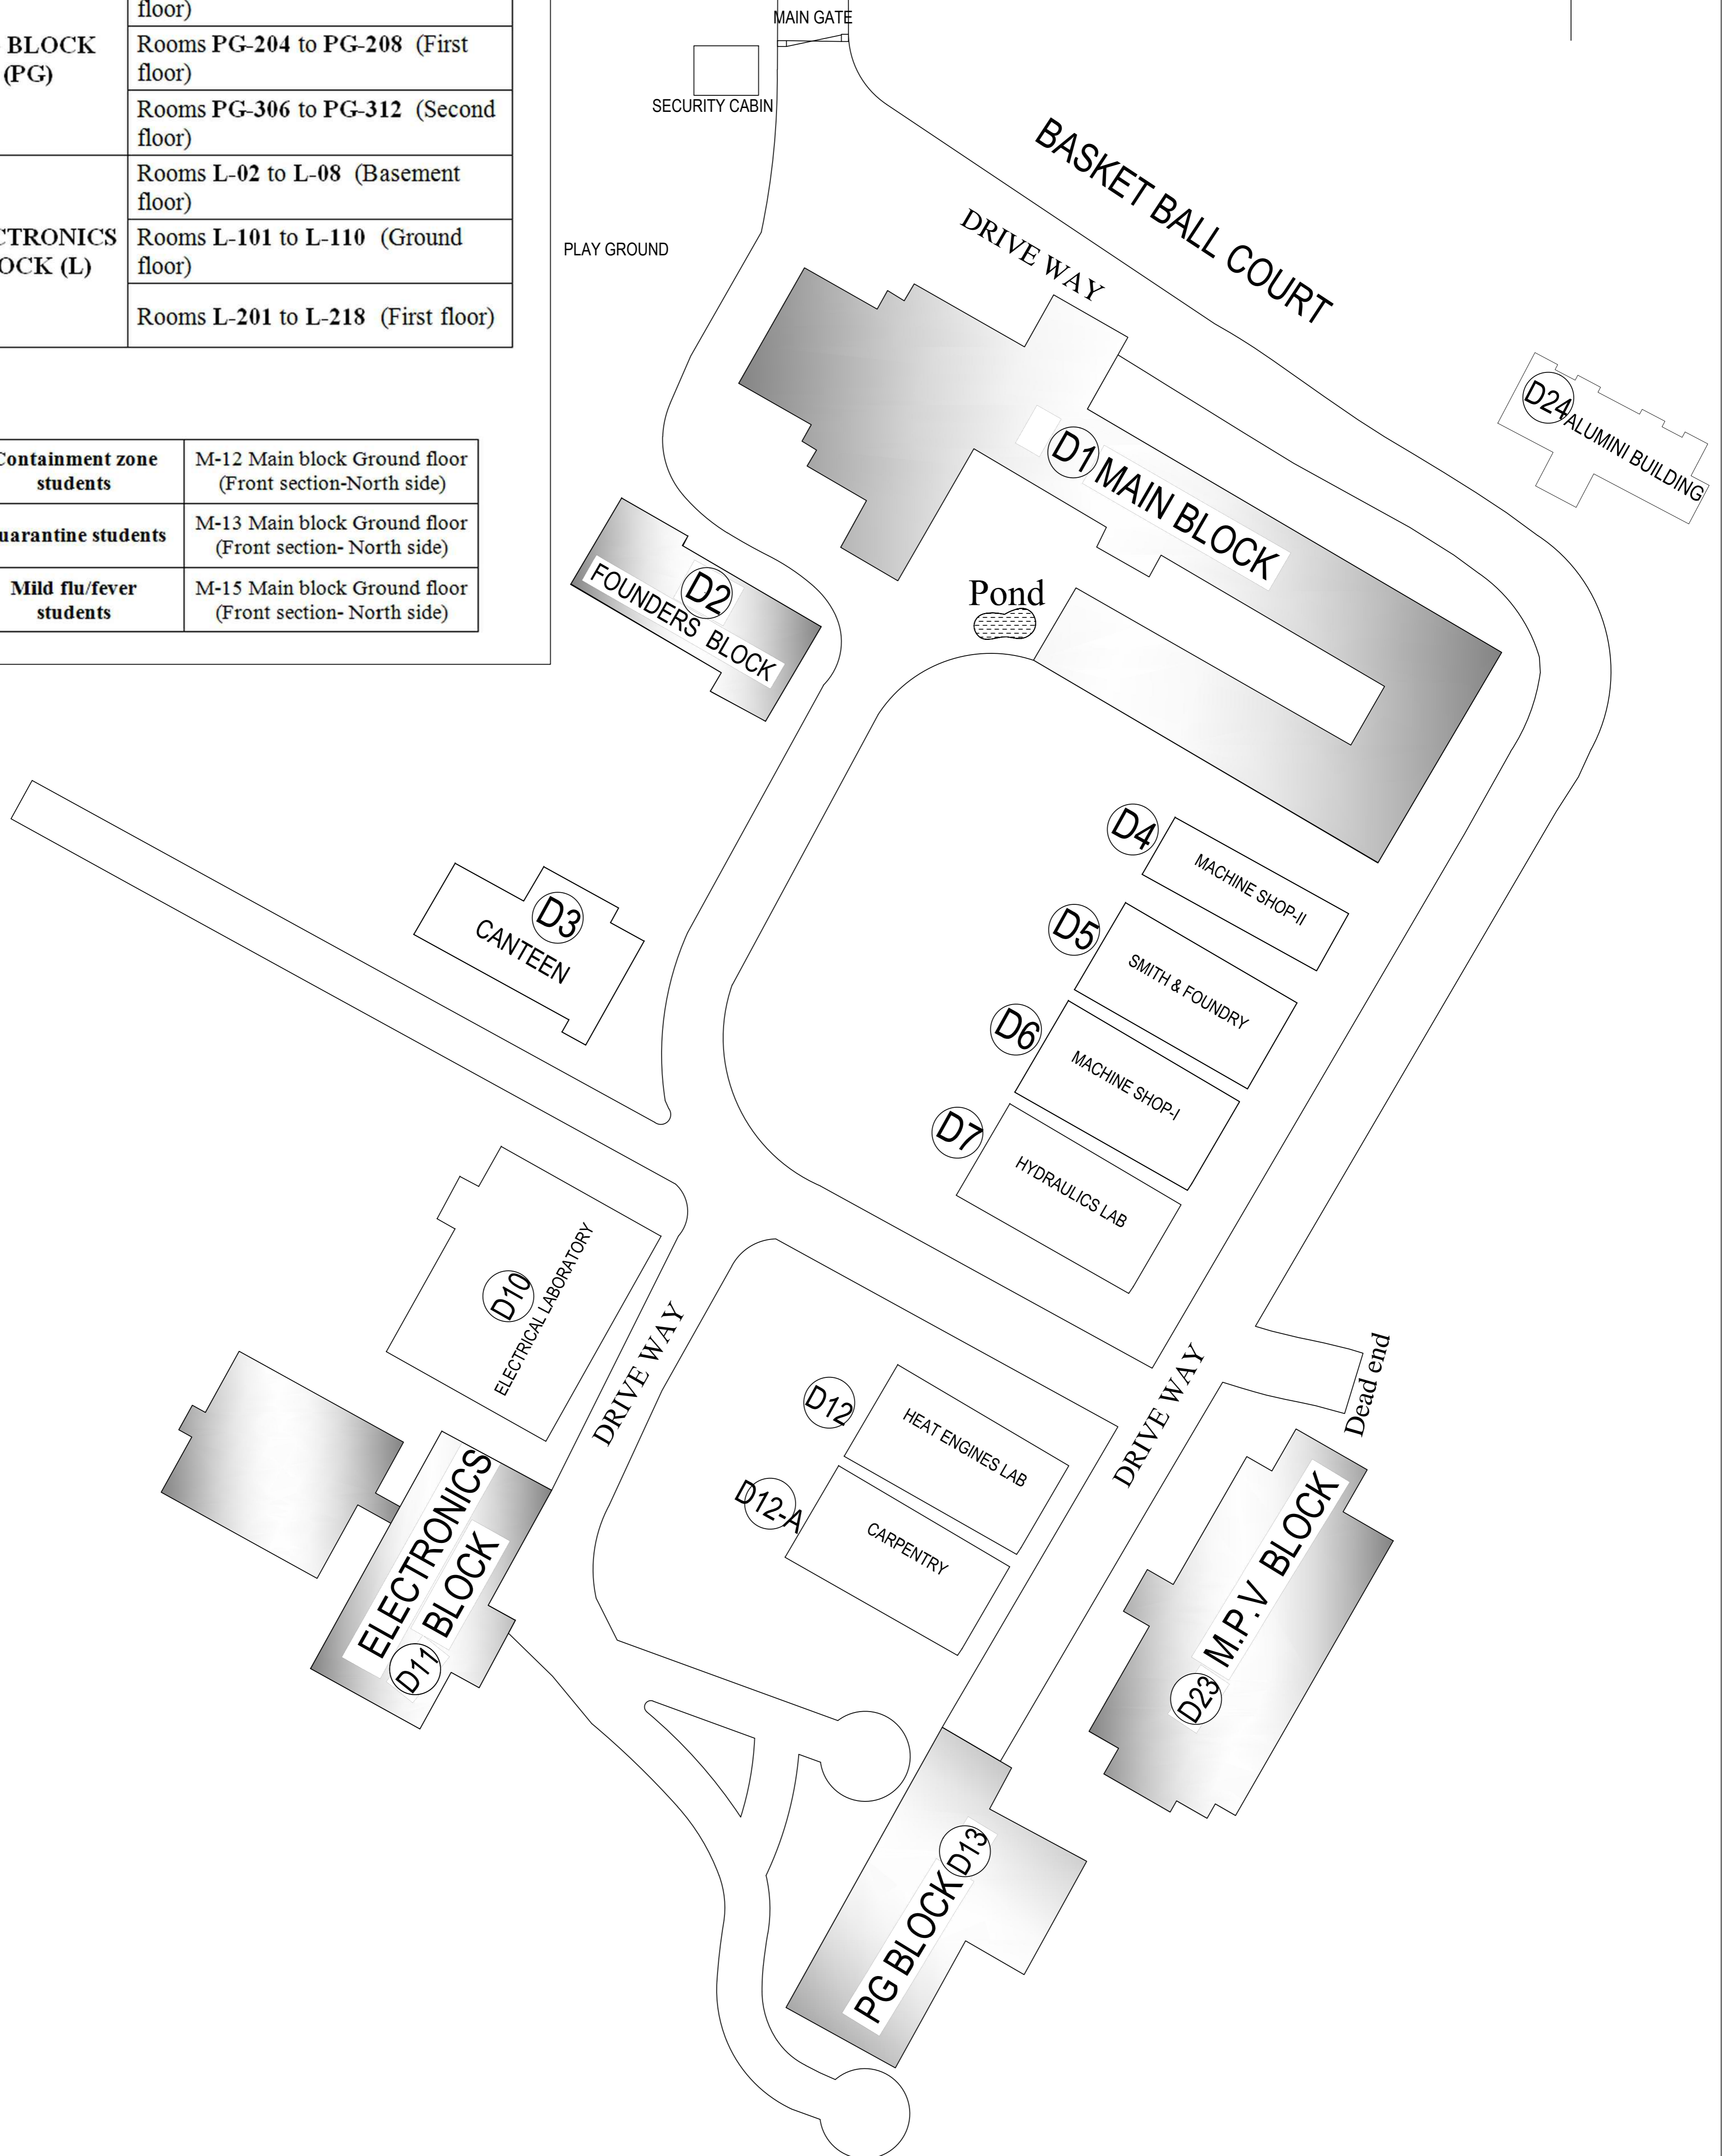 floor)
BLOCK
(PG)
Rooms PG-204 to PG-208 (First
floor)
Rooms PG-306 to PG-312 (Second
floor)
CTRONICS
OCK (L)
Rooms L-02 to L-08 (Basement
floor)
Rooms L-101 to L-110 (Ground
floor)
Rooms L-201 to L-218 (First floor)
Containment zone
students
M-12 Main block Ground floor
(Front section-North side)
uarantine students
M-13 Main block Ground floor
(Front section- North side)
Mild flu/fever
students
M-15 Main block Ground floor
(Front section- North side)
MAIN GATE
SECURITY CABIN
PLAY GROUND
BASKET BALL COURT
DRIVE WAY
D24 ALUMINI BUILDING
D1 MAIN BLOCK
D2
FOUNDERS BLOCK
Pond
D3
CANTEEN
D4
MACHINE SHOP-II
D5
SMITH & FOUNDRY
D6
MACHINE SHOP-I
D7
HYDRAULICS LAB
D10
ELECTRICAL LABORATORY
DRIVE WAY
DRIVE WAY
Dead end
D12
HEAT ENGINES LAB
D12-A
CARPENTRY
ELECTRONICS
BLOCK
D11
M.P.V BLOCK
D23
D13
PG BLOCK